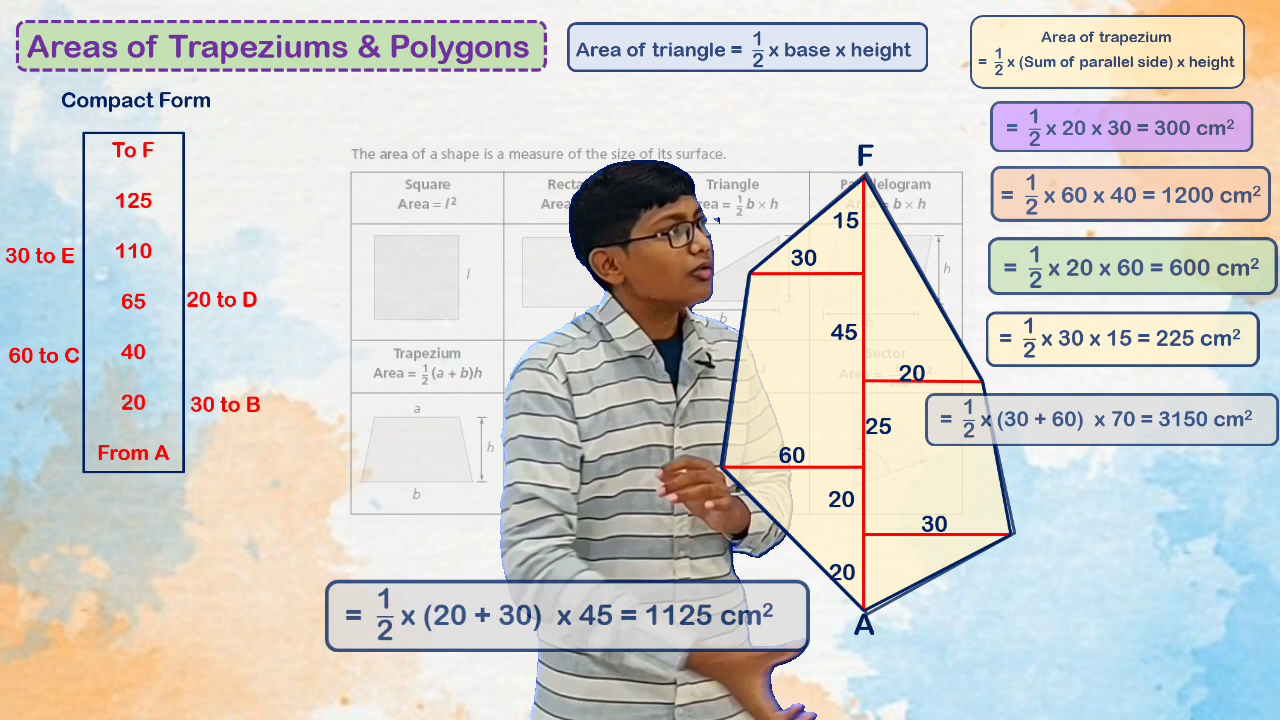 Areas of Trapeziums & Polygons
Area of triangle = 1/2 x base x height
Area of trapezium
= 1/2 x (Sum of parallel side) x height
Compact Form
To F
125
110
65
40
20
From A
30 to E
60 to C
20 to D
30 to B
The area of a shape is a measure of the size of its surface.
Square
Area = l²
Triangle
= ½ b × h
b × h
l
b
h
Trapezium
Area = ½ (a + b)h
Sector
a
h
b
F
15
30
45
20
25
60
20
30
20
A
= 1/2 x 20 x 30 = 300 cm²
= 1/2 x 60 x 40 = 1200 cm²
= 1/2 x 20 x 60 = 600 cm²
= 1/2 x 30 x 15 = 225 cm²
= 1/2 x (30 + 60) x 70 = 3150 cm²
= 1/2 x (20 + 30) x 45 = 1125 cm²